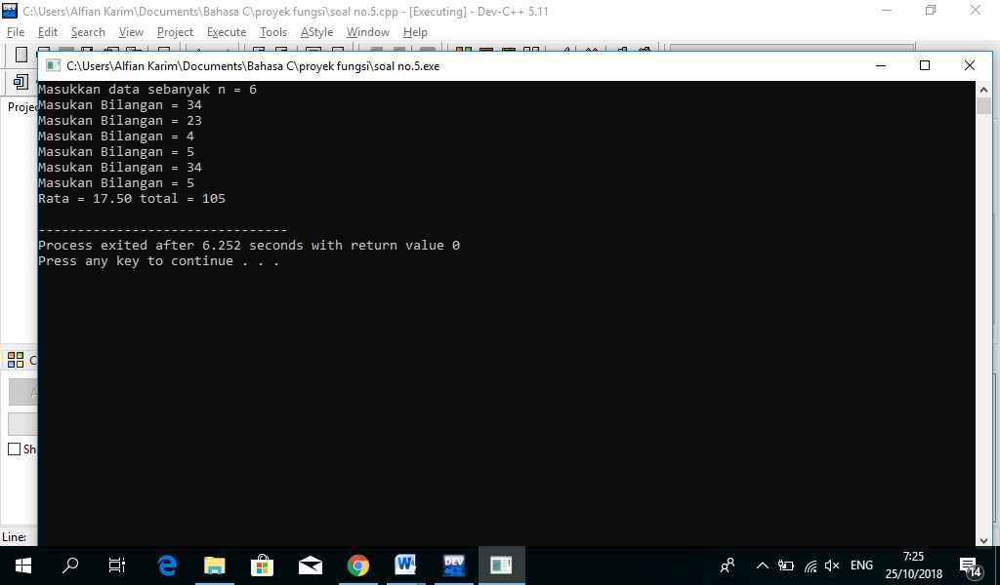 C:\Users\Alfian Karim\Documents\Bahasa C\proyek fungsi\soal no.5.cpp - [Executing] - Dev-C++ 5.11
File Edit Search View Project Execute Tools AStyle Window Help
C:\Users\Alfian Karim\Documents\Bahasa C\proyek fungsi\soal no.5.exe
Masukkan data sebanyak n = 6
Masukan Bilangan = 34
Masukan Bilangan = 23
Masukan Bilangan = 4
Masukan Bilangan = 5
Masukan Bilangan = 34
Masukan Bilangan = 5
Rata = 17.50 total = 105
--------------------------------
Process exited after 6.252 seconds with return value 0
Press any key to continue . . .
Projec
C
Sh
Line:
DEV
C++
ENG
7:25
25/10/2018
14